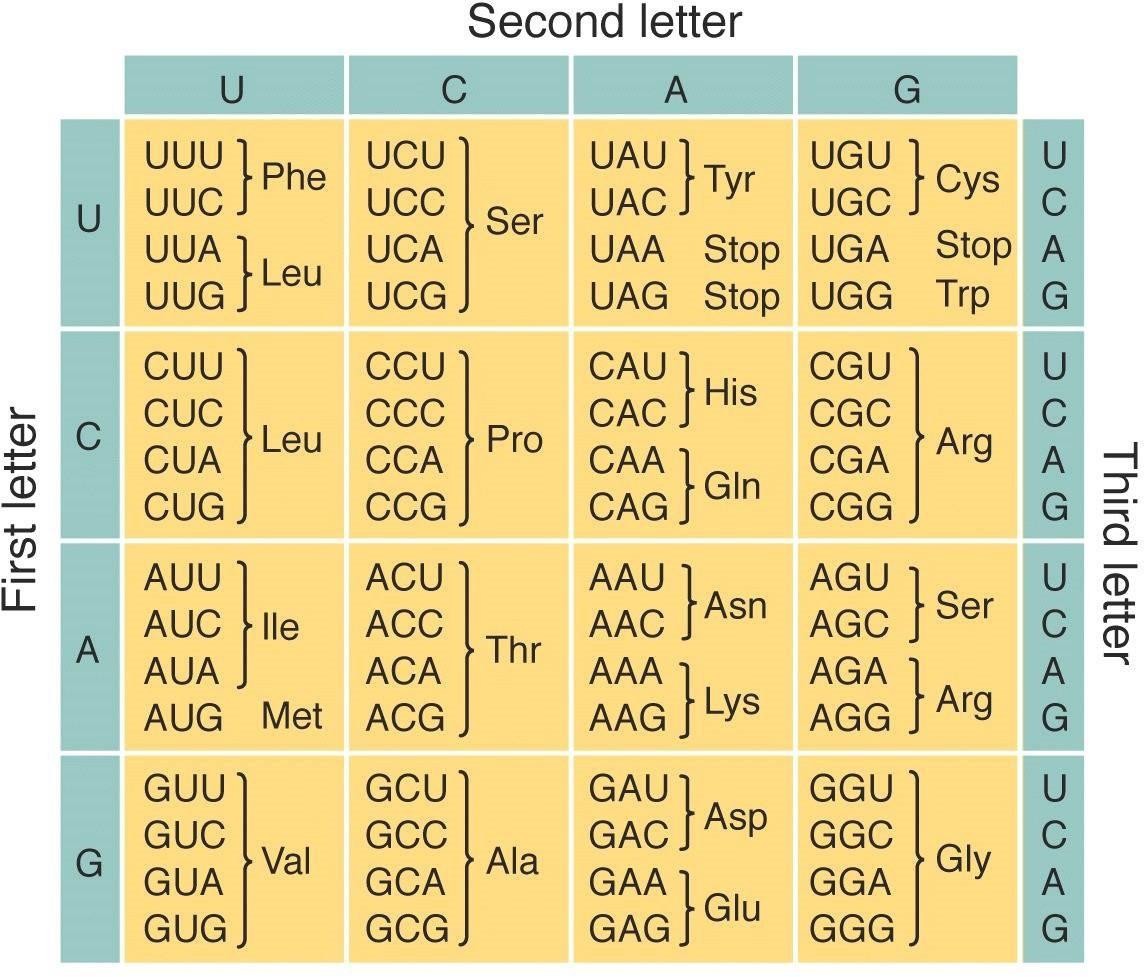 Second letter
U C A G
First letter
U
UUU
UUC
Phe
UUA
UUG
Leu
UCU
UCC
UCA
UCG
Ser
UAU
UAC
Tyr
UAA Stop
UAG Stop
UGU
UGC
Cys
UGA Stop
UGG Trp
U
C
A
G
C
CUU
CUC
CUA
CUG
Leu
CCU
CCC
CCA
CCG
Pro
CAU
CAC
His
CAA
CAG
Gln
CGU
CGC
CGA
CGG
Arg
U
C
A
G
A
AUU
AUC
AUA
Ile
AUG Met
ACU
ACC
ACA
ACG
Thr
AAU
AAC
Asn
AAA
AAG
Lys
AGU
AGC
Ser
AGA
AGG
Arg
U
C
A
G
G
GUU
GUC
GUA
GUG
Val
GCU
GCC
GCA
GCG
Ala
GAU
GAC
Asp
GAA
GAG
Glu
GGU
GGC
GGA
GGG
Gly
U
C
A
G
Third letter